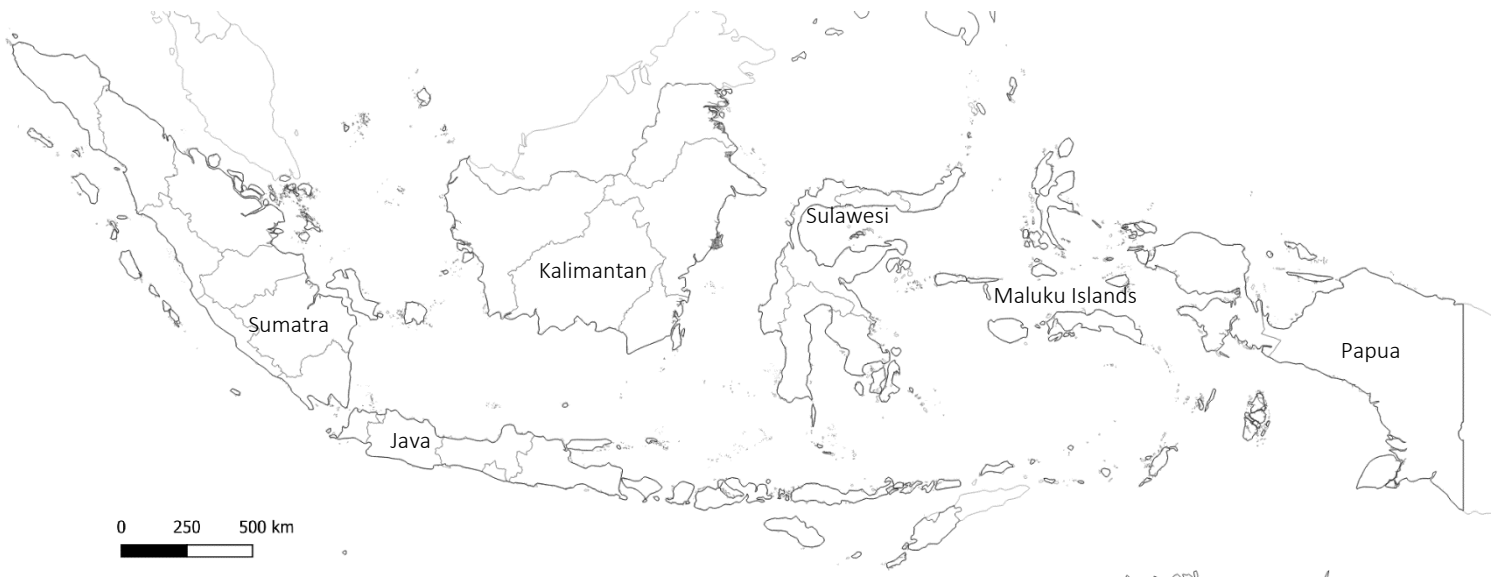 Sulawesi
Kalimantan
Maluku Islands
Sumatra
Papua
Java
0 250 500 km